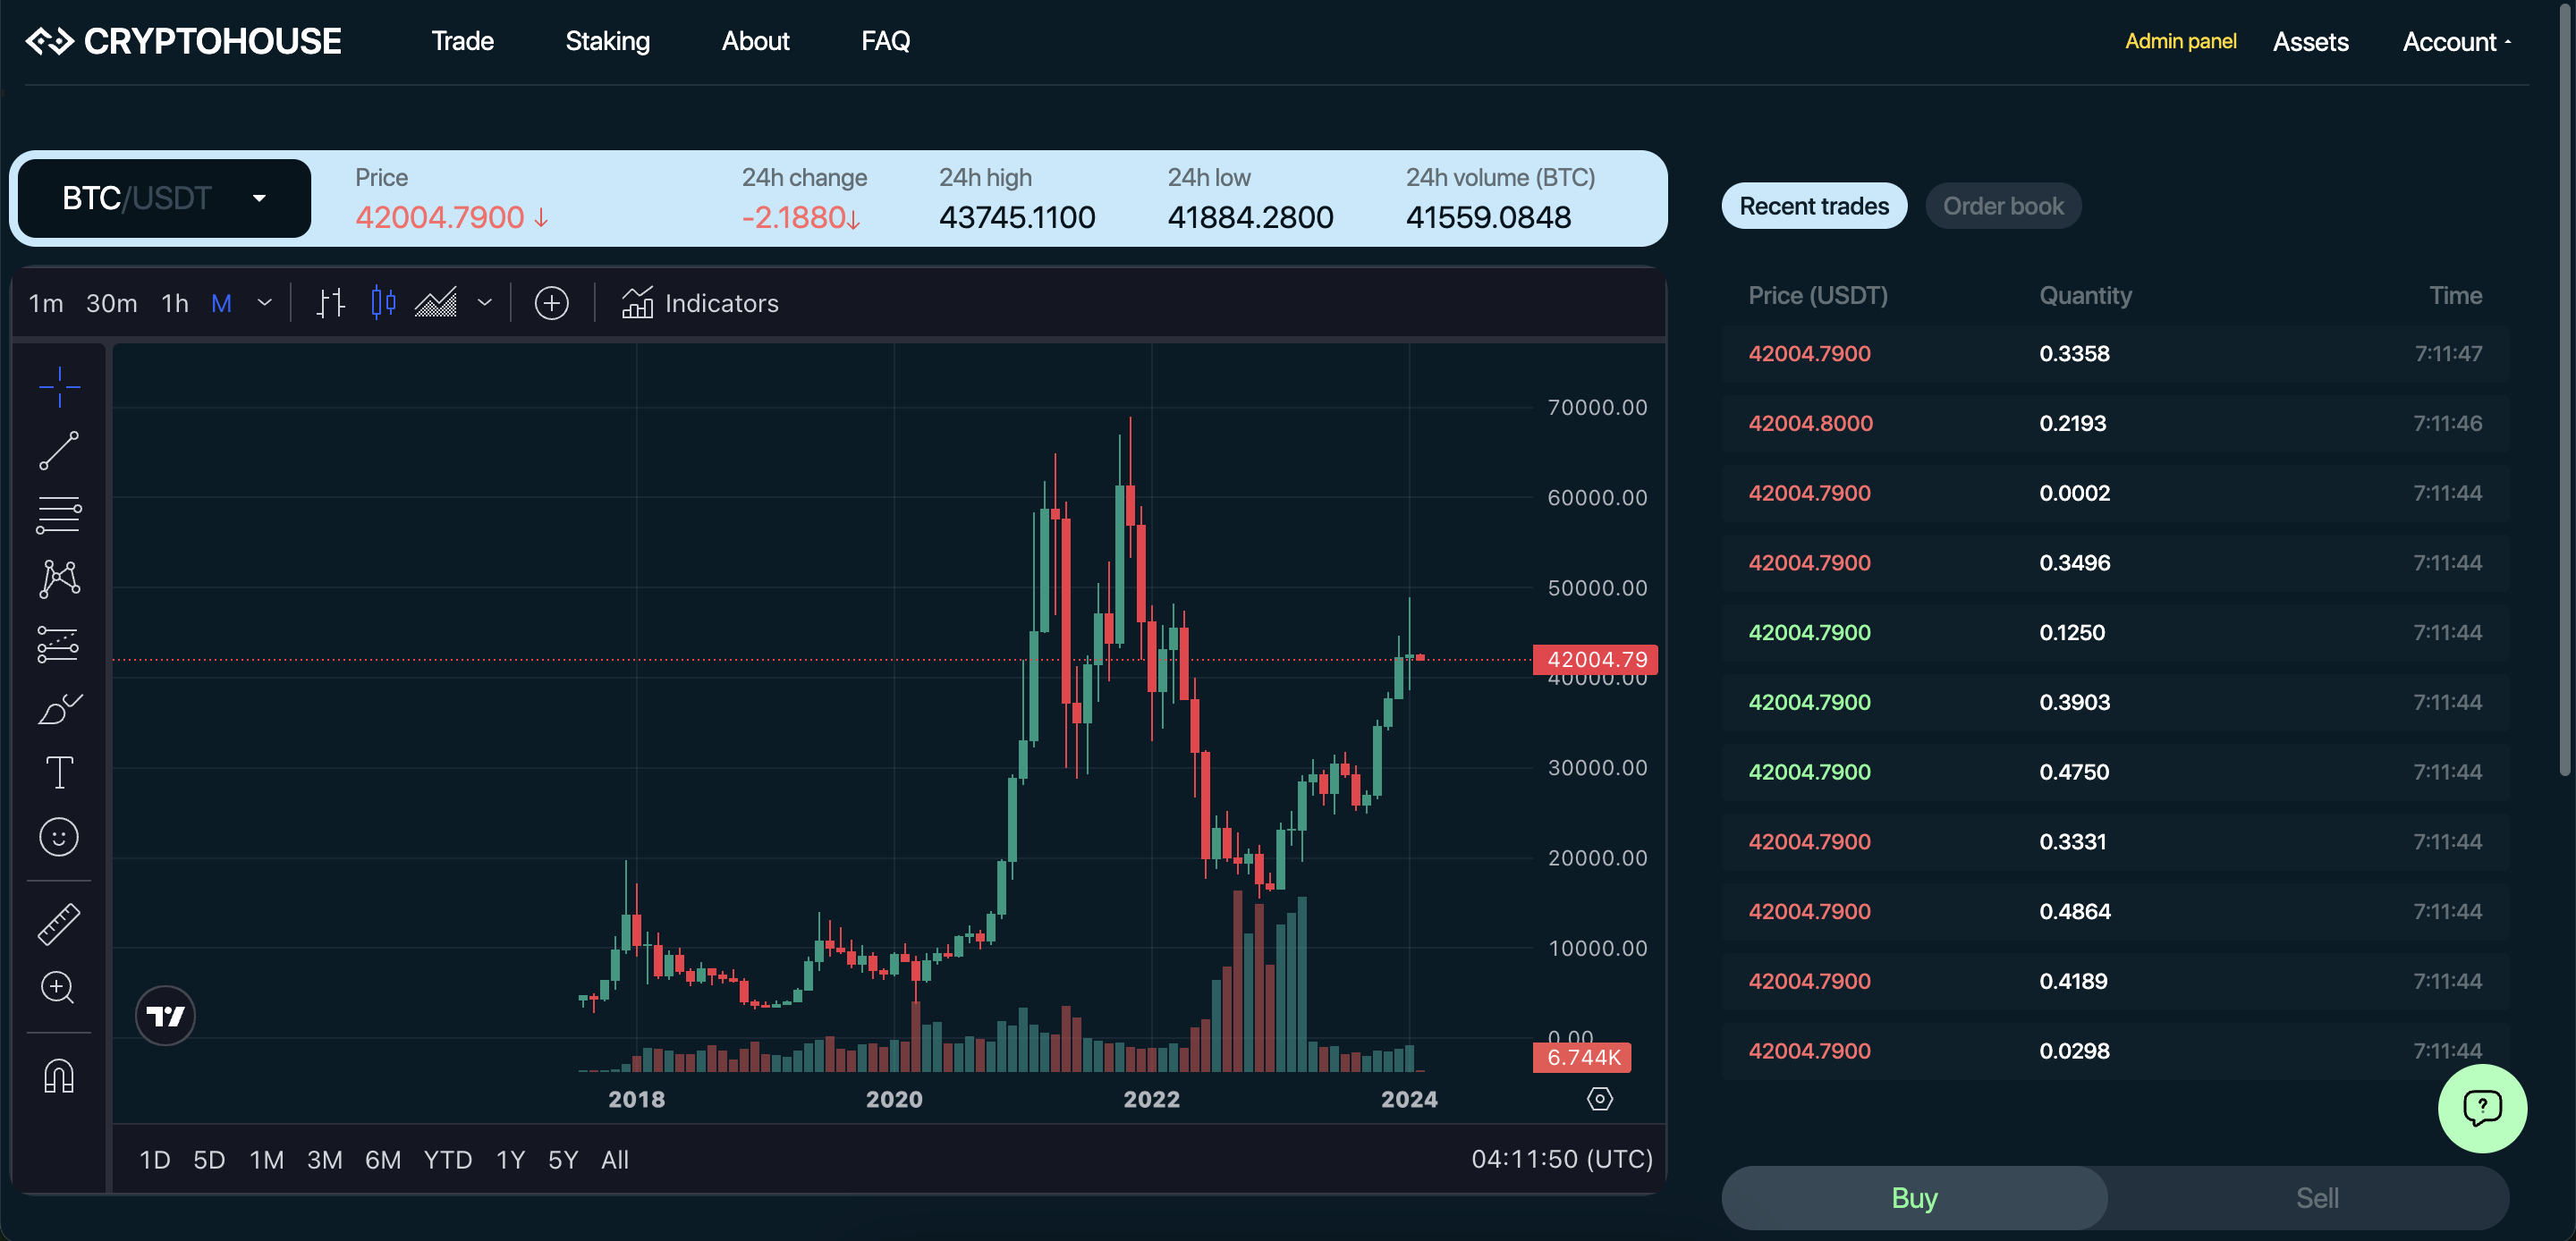 CRYPTOHOUSE
Trade Staking About FAQ
Admin panel Assets Account
BTC/USDT
Price 24h change 24h high 24h low 24h volume (BTC)
42004.7900 ↓ -2.1880↓ 43745.1100 41884.2800 41559.0848
Recent trades Order book
1m 30m 1h M Indicators
70000.00
60000.00
50000.00
42004.79
40000.00
30000.00
20000.00
10000.00
0.00
6.744K
2018 2020 2022 2024
1D 5D 1M 3M 6M YTD 1Y 5Y All
04:11:50 (UTC)
Price (USDT) Quantity Time
42004.7900 0.3358 7:11:47
42004.8000 0.2193 7:11:46
42004.7900 0.0002 7:11:44
42004.7900 0.3496 7:11:44
42004.7900 0.1250 7:11:44
42004.7900 0.3903 7:11:44
42004.7900 0.4750 7:11:44
42004.7900 0.3331 7:11:44
42004.7900 0.4864 7:11:44
42004.7900 0.4189 7:11:44
42004.7900 0.0298 7:11:44
Buy Sell